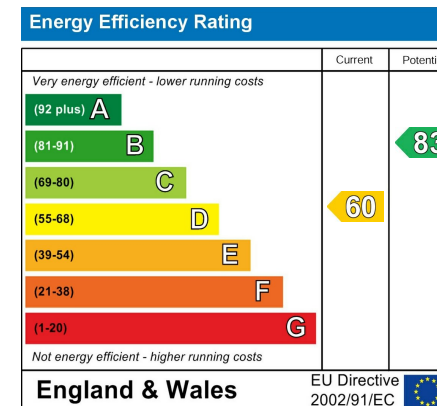 Energy Efficiency Rating
Current
Potenti
Very energy efficient - lower running costs
(92 plus) A
(81-91) B
83
(69-80) C
(55-68) D
60
(39-54) E
(21-38) F
(1-20) G
Not energy efficient - higher running costs
England & Wales
EU Directive
2002/91/EC